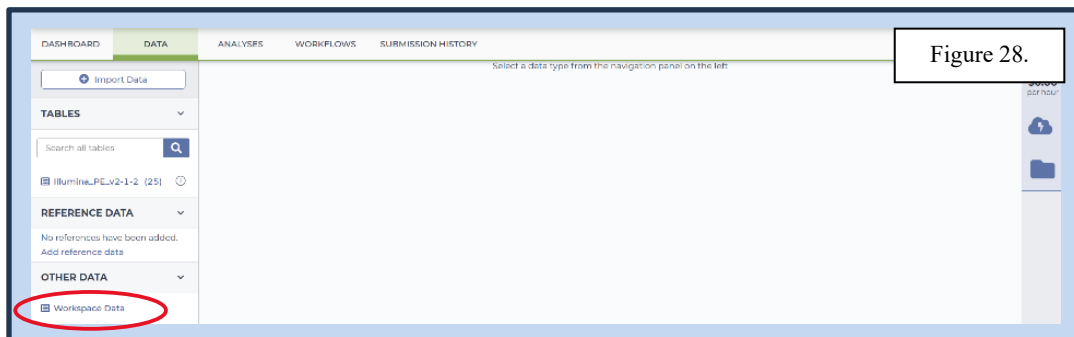 DASHBOARD DATA ANALYSES WORKFLOWS SUBMISSION HISTORY
Figure 28.
Select a data type from the navigation panel on the left
Import Data
per hour
TABLES
Search all tables
Illumina_PE_v2-1-2 (25)
REFERENCE DATA
No references have been added.
Add reference data
OTHER DATA
Workspace Data